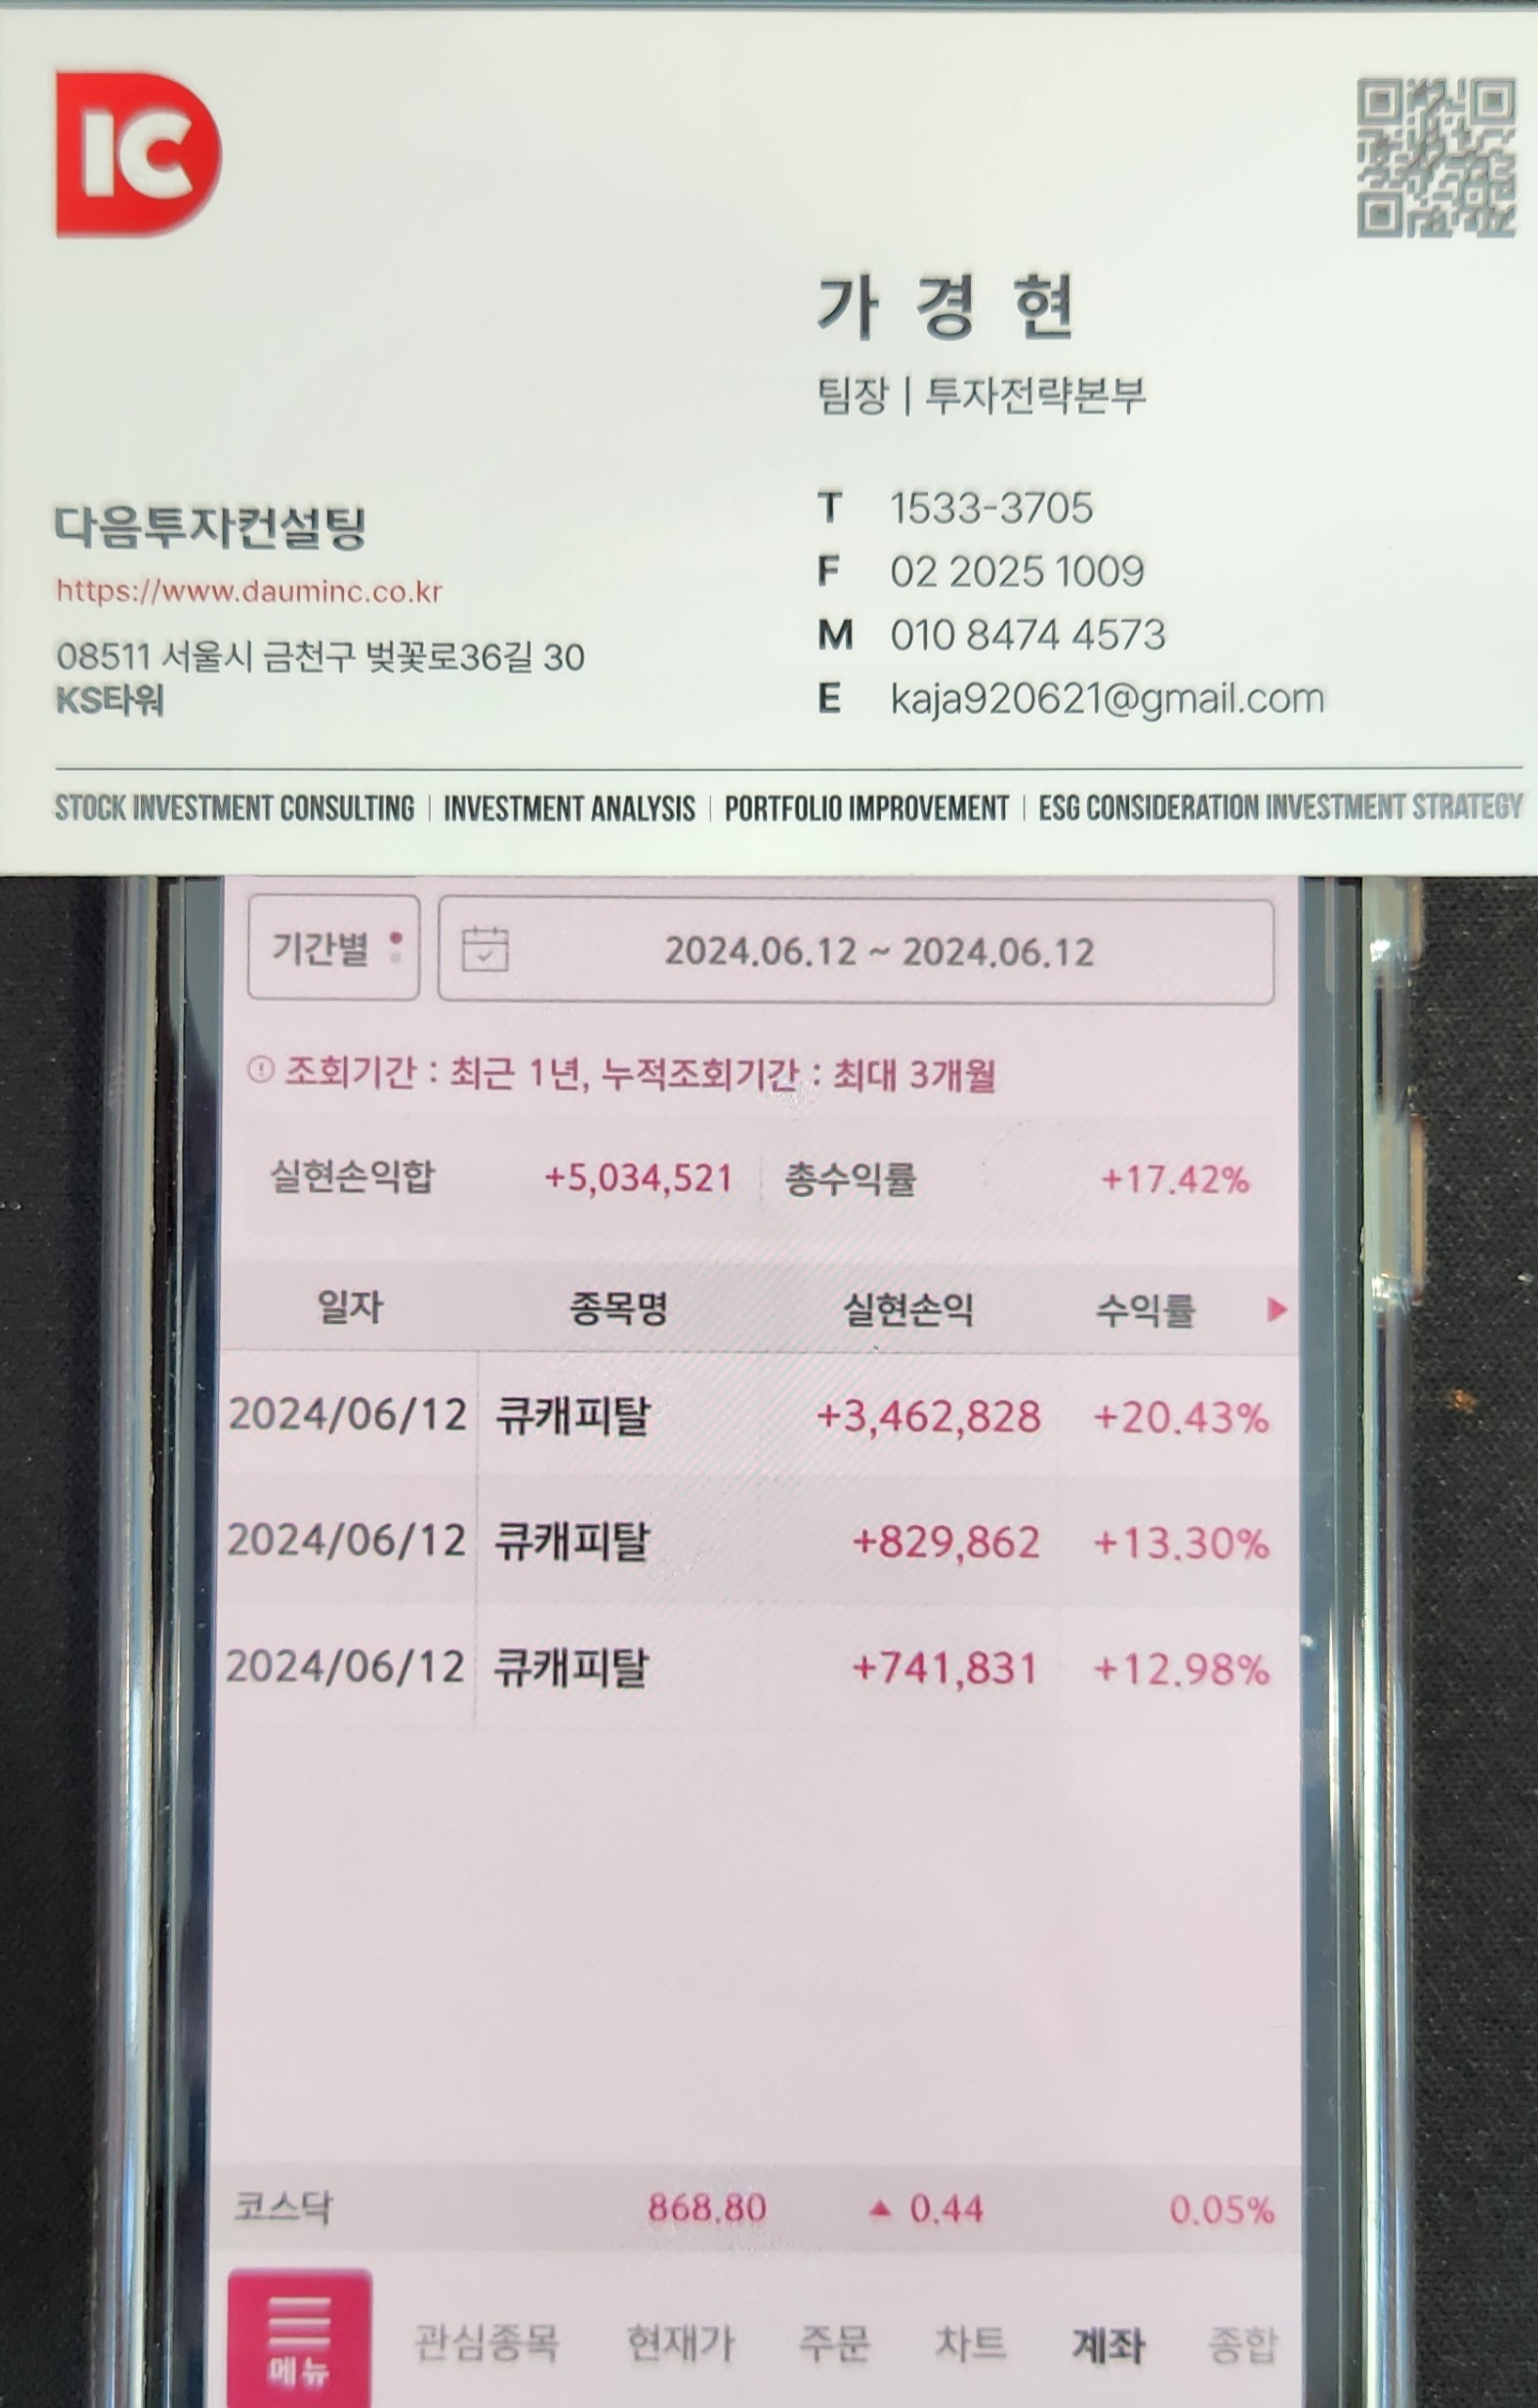 IC
가경현
팀장 | 투자전략본부
다음투자컨설팅
https://www.dauminc.co.kr
08511 서울시 금천구 벚꽃로36길 30
KS타워
T 1533-3705
F 02 2025 1009
M 010 8474 4573
E kaja920621@gmail.com
STOCK INVESTMENT CONSULTING | INVESTMENT ANALYSIS | PORTFOLIO IMPROVEMENT | ESG CONSIDERATION INVESTMENT STRATEGY
기간별 2024.06.12 ~ 2024.06.12
조회기간 : 최근 1년, 누적조회기간 : 최대 3개월
실현손익합 +5,034,521 총수익률 +17.42%
일자 종목명 실현손익 수익률
2024/06/12 큐캐피탈 +3,462,828 +20.43%
2024/06/12 큐캐피탈 +829,862 +13.30%
2024/06/12 큐캐피탈 +741,831 +12.98%
코스닥 868.80 ▲ 0.44 0.05%
메뉴 관심종목 현재가 주문 차트 계좌 종합